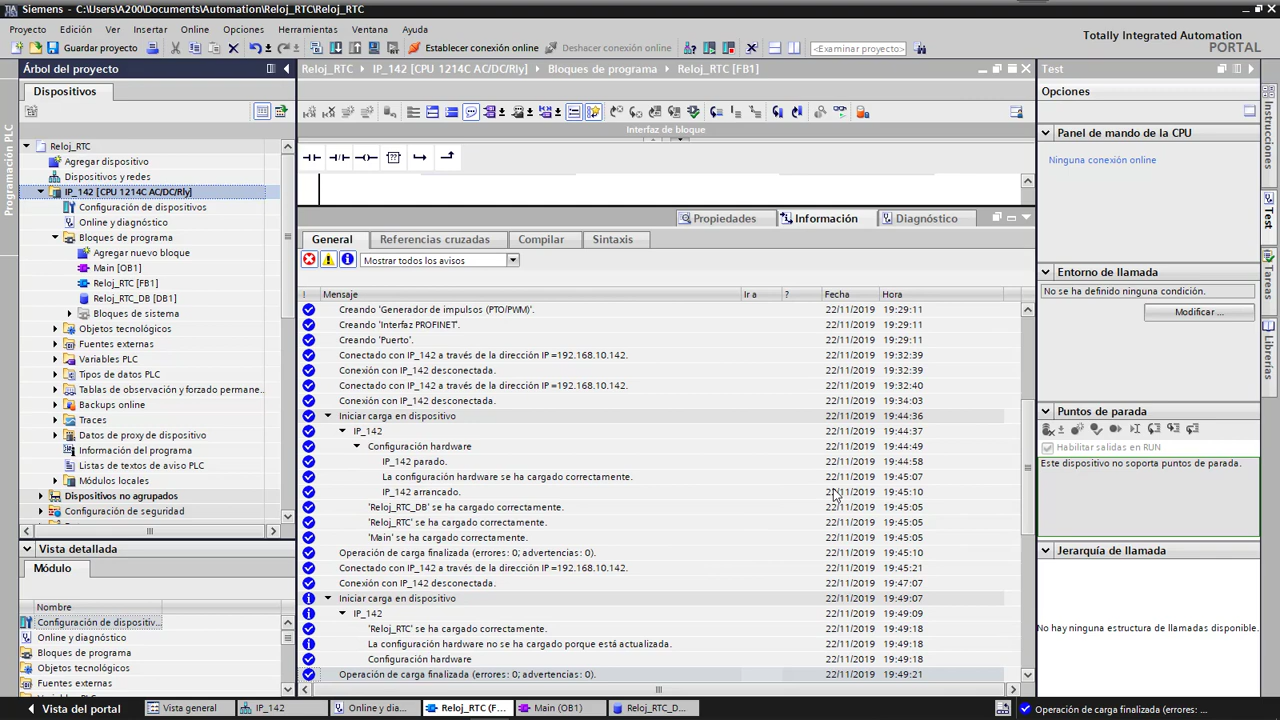 Siemens - C:\Users\A200\Documents\Automation\Reloj_RTC\Reloj_RTC
Proyecto Edición Ver Insertar Online Opciones Herramientas Ventana Ayuda
Totally Integrated Automation
PORTAL
Guardar proyecto
Establecer conexión online
Deshacer conexión online
<Examinar proyecto>
Programación PLC
Árbol del proyecto
Dispositivos
Reloj_RTC
Agregar dispositivo
Dispositivos y redes
IP_142 [CPU 1214C AC/DC/Rly]
Configuración de dispositivos
Online y diagnóstico
Bloques de programa
Agregar nuevo bloque
Main [OB1]
Reloj_RTC [FB1]
Reloj_RTC_DB [DB1]
Bloques de sistema
Objetos tecnológicos
Fuentes externas
Variables PLC
Tipos de datos PLC
Tablas de observación y forzado permane...
Backups online
Traces
Datos de proxy de dispositivo
Información del programa
Listas de textos de aviso PLC
Módulos locales
Dispositivos no agrupados
Configuración de seguridad
Vista detallada
Módulo
Nombre
Configuración de dispositiv...
Online y diagnóstico
Bloques de programa
Objetos tecnológicos
Fuentes externas
Reloj_RTC IP_142 [CPU 1214C AC/DC/Rly] Bloques de programa Reloj_RTC [FB1]
Interfaz de bloque
Propiedades Información Diagnóstico
General Referencias cruzadas Compilar Sintaxis
Mostrar todos los avisos
! Mensaje Ir a ? Fecha Hora
Creando 'Generador de impulsos (PTO/PWM)'. 22/11/2019 19:29:11
Creando 'Interfaz PROFINET'. 22/11/2019 19:29:11
Creando 'Puerto'. 22/11/2019 19:29:11
Conectado con IP_142 a través de la dirección IP =192.168.10.142. 22/11/2019 19:32:39
Conexión con IP_142 desconectada. 22/11/2019 19:32:39
Conectado con IP_142 a través de la dirección IP =192.168.10.142. 22/11/2019 19:32:40
Conexión con IP_142 desconectada. 22/11/2019 19:34:03
Iniciar carga en dispositivo 22/11/2019 19:44:36
IP_142 22/11/2019 19:44:37
Configuración hardware 22/11/2019 19:44:49
IP_142 parado. 22/11/2019 19:44:58
La configuración hardware se ha cargado correctamente. 22/11/2019 19:45:07
IP_142 arrancado. 22/11/2019 19:45:10
'Reloj_RTC_DB' se ha cargado correctamente. 22/11/2019 19:45:05
'Reloj_RTC' se ha cargado correctamente. 22/11/2019 19:45:05
'Main' se ha cargado correctamente. 22/11/2019 19:45:05
Operación de carga finalizada (errores: 0; advertencias: 0). 22/11/2019 19:45:10
Conectado con IP_142 a través de la dirección IP =192.168.10.142. 22/11/2019 19:45:21
Conexión con IP_142 desconectada. 22/11/2019 19:47:07
Iniciar carga en dispositivo 22/11/2019 19:49:07
IP_142 22/11/2019 19:49:09
'Reloj_RTC' se ha cargado correctamente. 22/11/2019 19:49:18
La configuración hardware no se ha cargado porque está actualizada. 22/11/2019 19:49:18
Configuración hardware 22/11/2019 19:49:18
Operación de carga finalizada (errores: 0; advertencias: 0). 22/11/2019 19:49:21
Test
Opciones
Panel de mando de la CPU
Ninguna conexión online
Entorno de llamada
No se ha definido ninguna condición.
Modificar ...
Puntos de parada
Habilitar salidas en RUN
Este dispositivo no soporta puntos de parada.
Jerarquía de llamada
No hay ninguna estructura de llamadas disponible.
Instrucciones
Test
Tareas
Librerías
Vista del portal
Vista general
IP_142
Online y dia...
Reloj_RTC (F...
Main (OB1)
Reloj_RTC_D...
Operación de carga finalizada (errores: ...